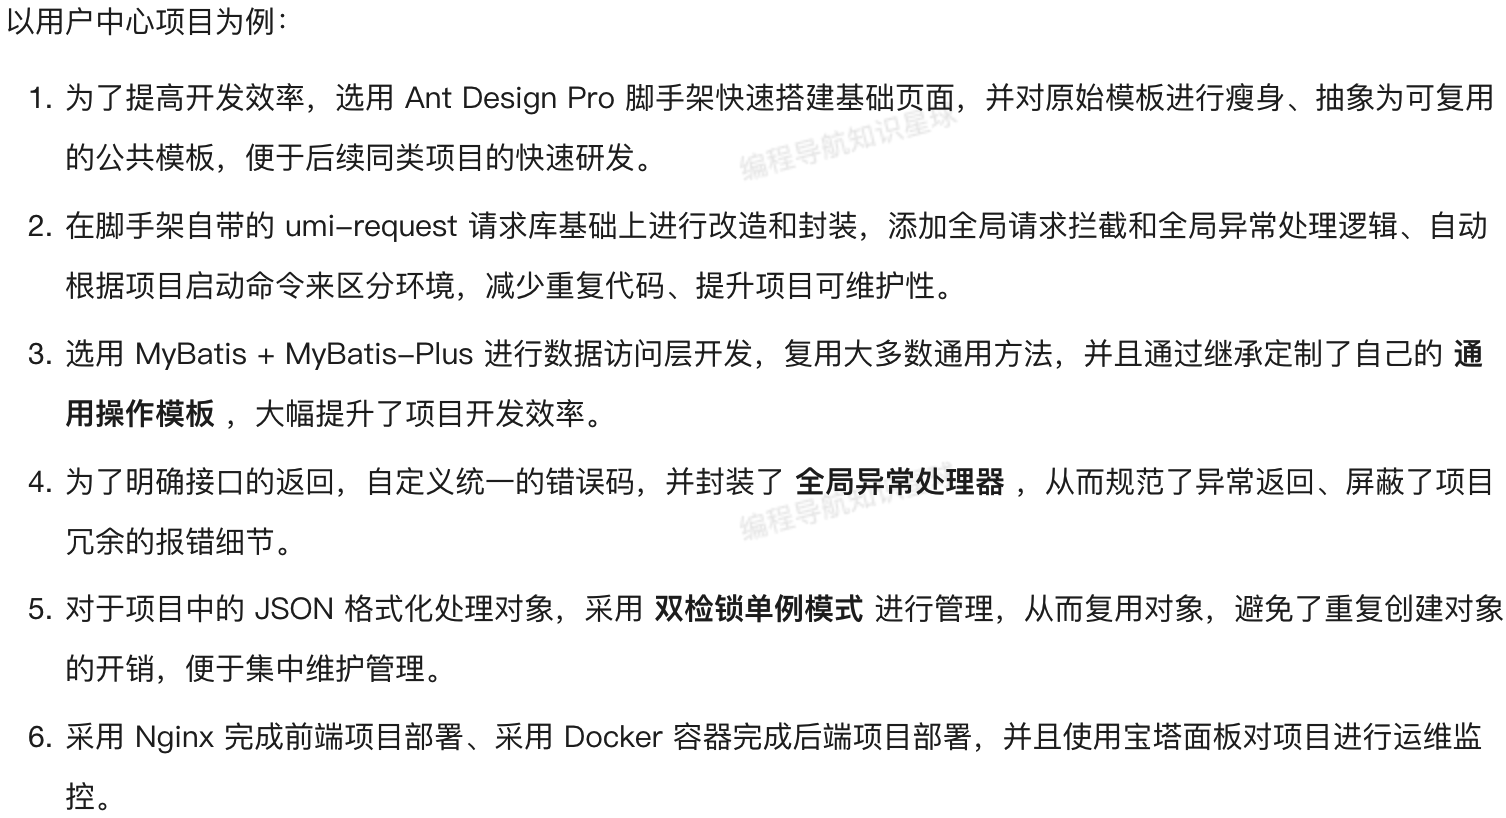 以用户中心项目为例：
1. 为了提高开发效率，选用 Ant Design Pro 脚手架快速搭建基础页面，并对原始模板进行瘦身、抽象为可复用
的公共模板，便于后续同类项目的快速研发。
编程导航知识星球
2. 在脚手架自带的 umi-request 请求库基础上进行改造和封装，添加全局请求拦截和全局异常处理逻辑、自动
根据项目启动命令来区分环境，减少重复代码、提升项目可维护性。
3. 选用 MyBatis + MyBatis-Plus 进行数据访问层开发，复用大多数通用方法，并且通过继承定制了自己的 通
用操作模板 ，大幅提升了项目开发效率。
4. 为了明确接口的返回，自定义统一的错误码，并封装了 全局异常处理器 ，从而规范了异常返回、屏蔽了项目
冗余的报错细节。
编程导航知识星球
5. 对于项目中的 JSON 格式化处理对象，采用 双检锁单例模式 进行管理，从而复用对象，避免了重复创建对象
的开销，便于集中维护管理。
6. 采用 Nginx 完成前端项目部署、采用 Docker 容器完成后端项目部署，并且使用宝塔面板对项目进行运维监
控。